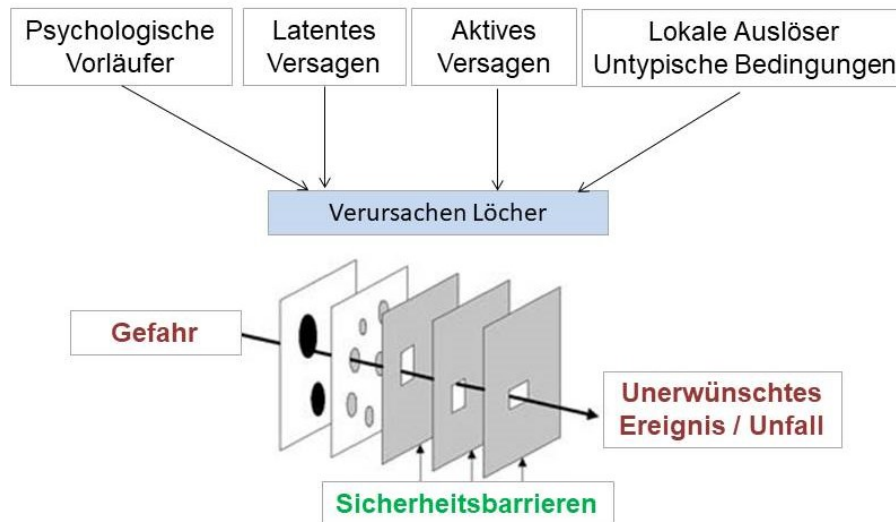 Psychologische
Vorläufer
Latentes
Versagen
Aktives
Versagen
Lokale Auslöser
Untypische Bedingungen
Verursachen Löcher
Gefahr
Unerwünschtes
Ereignis / Unfall
Sicherheitsbarrieren